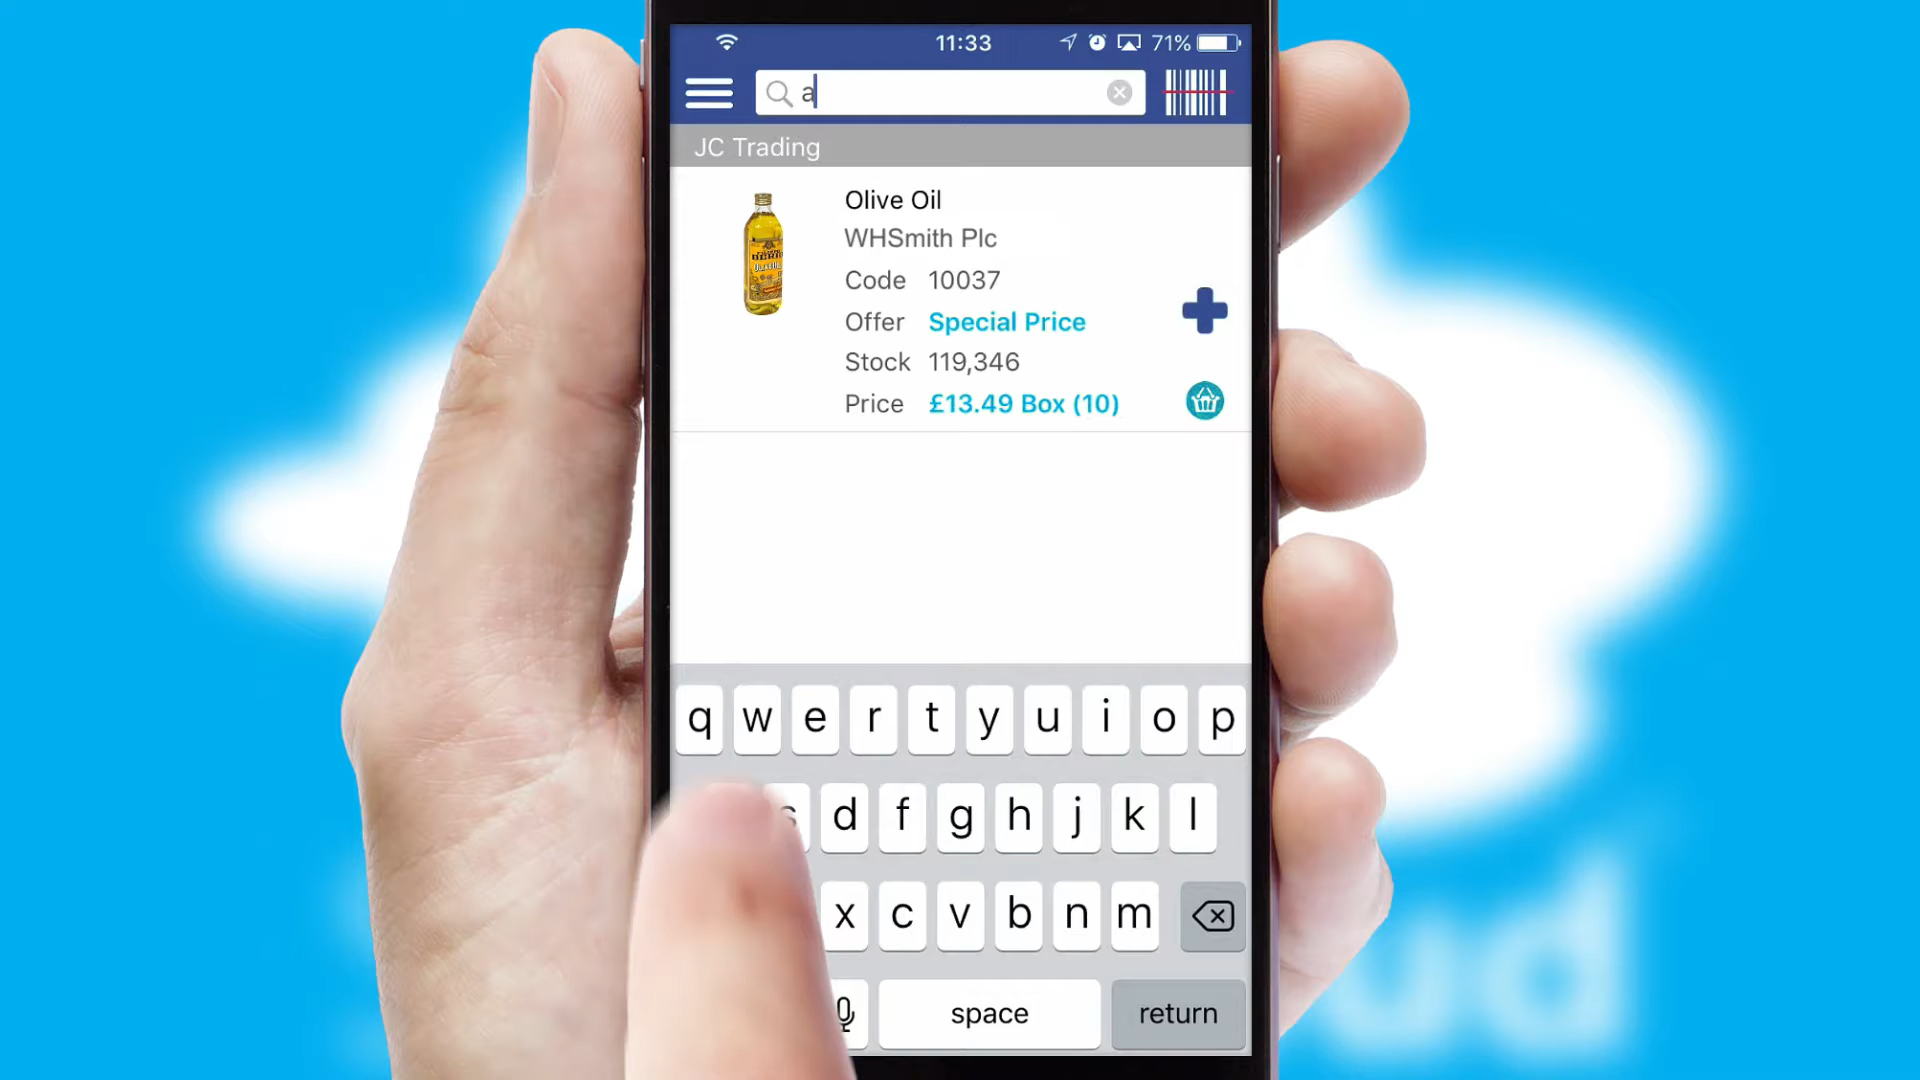 11:33
71%
a
JC Trading
Olive Oil
WHSmith Plc
Code 10037
Offer Special Price
Stock 119,346
Price £13.49 Box (10)
q w e r t y u i o p
s d f g h j k l
x c v b n m
space return
ud